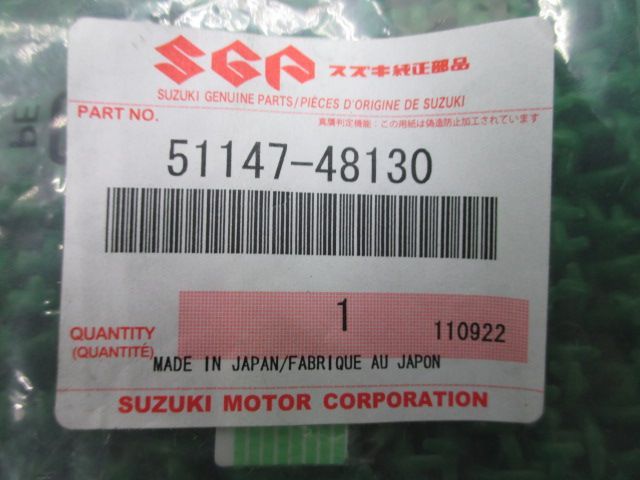 SGP スズキ純正部品
SUZUKI GENUINE PARTS/PIÈCES D'ORIGINE DE SUZUKI
PART NO.
真贋判定機能:この用紙は偽造防止加工されています
51147-48130
1
110922
QUANTITY
(QUANTITÉ)
MADE IN JAPAN/FABRIQUE AU JAPON
SUZUKI MOTOR CORPORATION
PE